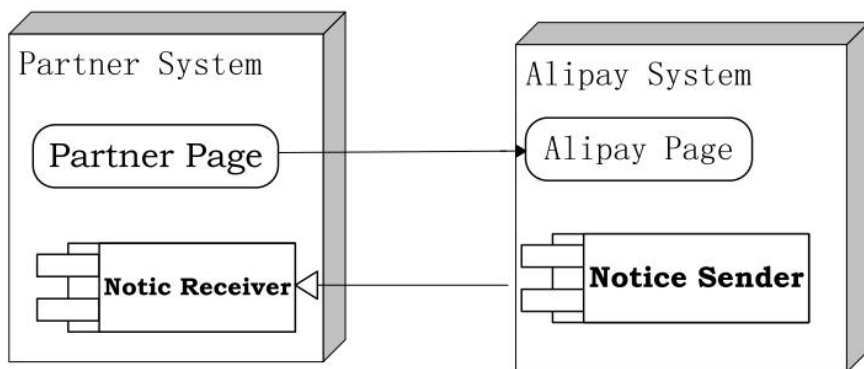 Partner System
Alipay System
Partner Page
Alipay Page
Notic Receiver
Notice Sender